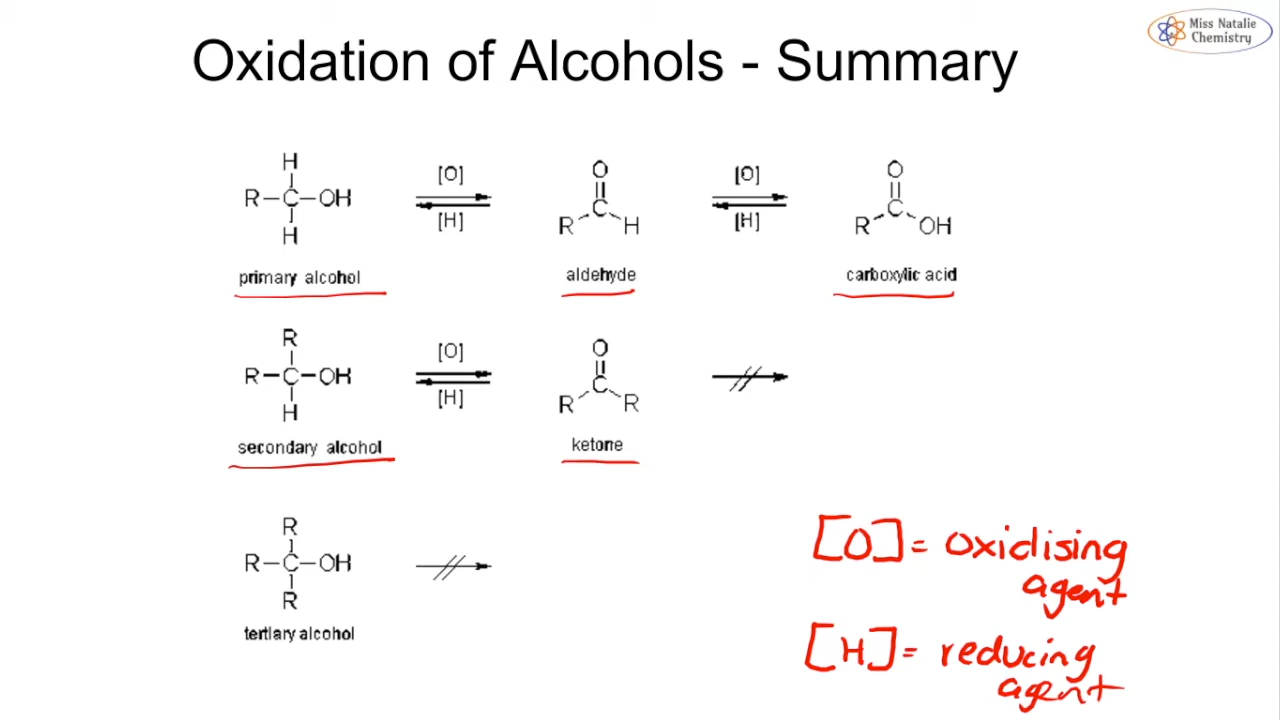 Miss Natalie
Chemistry
Oxidation of Alcohols - Summary
H
R-C-OH
H
primary alcohol
[O]
[H]
O
C
R H
aldehyde
[O]
[H]
O
C
R OH
carboxylic acid
R
R-C-OH
H
secondary alcohol
[O]
[H]
O
C
R R
ketone
R
R-C-OH
R
tertiary alcohol
[O] = oxidising
agent
[H] = reducing
agent